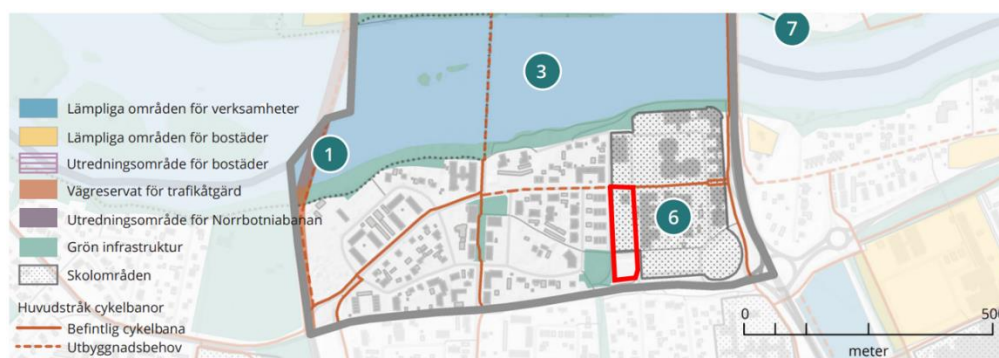 7
3
Lämpliga områden för verksamheter
Lämpliga områden för bostäder
1
Utredningsområde för bostäder
Vägreservat för trafikåtgärd
Utredningsområde för Norrbotniabanan
6
Grön infrastruktur
Skolområden
Huvudstråk cykelbanor
Befintlig cykelbana
0 500
Utbyggnadsbehov
meter